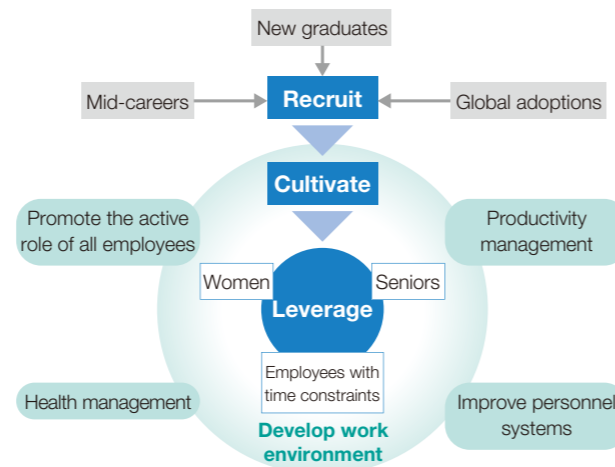 New graduates
Mid-careers
Recruit
Global adoptions
Cultivate
Promote the active
role of all employees
Productivity
management
Women
Seniors
Leverage
Employees with
time constraints
Health management
Improve personnel
systems
Develop work
environment